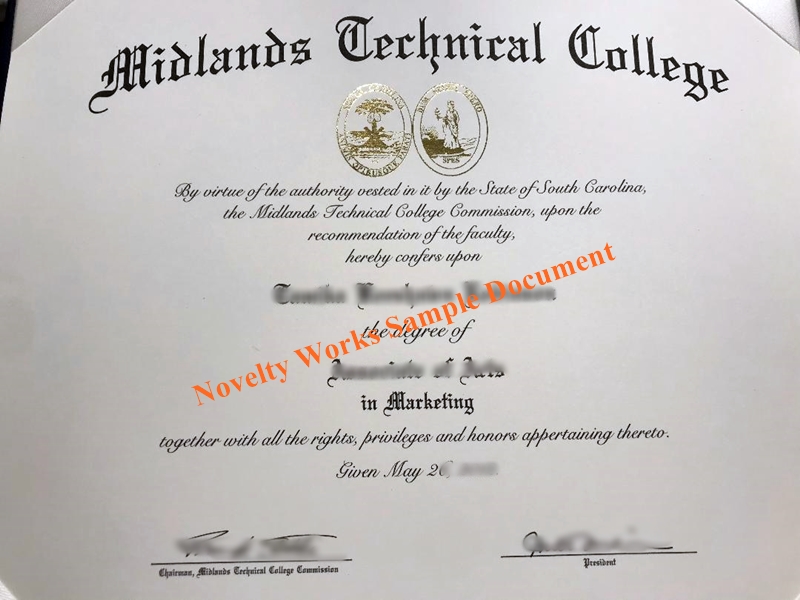 Midlands Technical College
By virtue of the authority vested in it by the State of South Carolina,
the Midlands Technical College Commission, upon the
recommendation of the faculty,
hereby confers upon
Novelty Works Sample Document
the degree of
in Marketing
together with all the rights, privileges and honors appertaining thereto.
Given May
Chairman, Midlands Technical College Commission
President
SPES